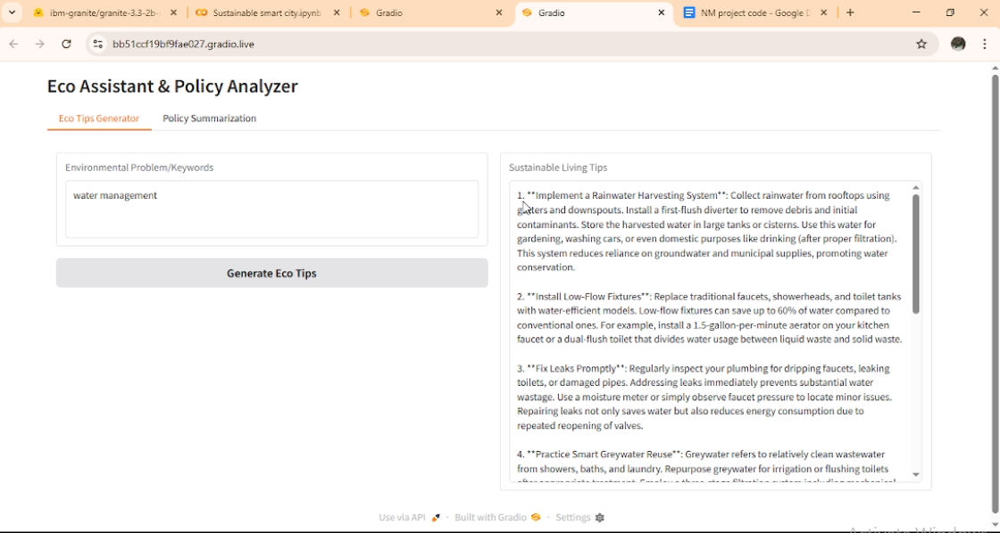 ibm-granite/granite-3.3-2b-
Sustainable smart city.ipynb
Gradio
Gradio
NM project code - Google D
bb51ccf19bf9fae027.gradio.live
Eco Assistant & Policy Analyzer
Eco Tips Generator
Policy Summarization
Environmental Problem/Keywords
water management
Generate Eco Tips
Sustainable Living Tips
1. **Implement a Rainwater Harvesting System**: Collect rainwater from rooftops using
gutters and downspouts. Install a first-flush diverter to remove debris and initial
contaminants. Store the harvested water in large tanks or cisterns. Use this water for
gardening, washing cars, or even domestic purposes like drinking (after proper filtration).
This system reduces reliance on groundwater and municipal supplies, promoting water
conservation.
2. **Install Low-Flow Fixtures**: Replace traditional faucets, showerheads, and toilet tanks
with water-efficient models. Low-flow fixtures can save up to 60% of water compared to
conventional ones. For example, install a 1.5-gallon-per-minute aerator on your kitchen
faucet or a dual-flush toilet that divides water usage between liquid waste and solid waste.
3. **Fix Leaks Promptly**: Regularly inspect your plumbing for dripping faucets, leaking
toilets, or damaged pipes. Addressing leaks immediately prevents substantial water
wastage. Use a moisture meter or simply observe faucet pressure to locate minor issues.
Repairing leaks not only saves water but also reduces energy consumption due to
repeated reopening of valves.
4. **Practice Smart Greywater Reuse**: Greywater refers to relatively clean wastewater
from showers, baths, and laundry. Repurpose greywater for irrigation or flushing toilets
Use via API · Built with Gradio · Settings